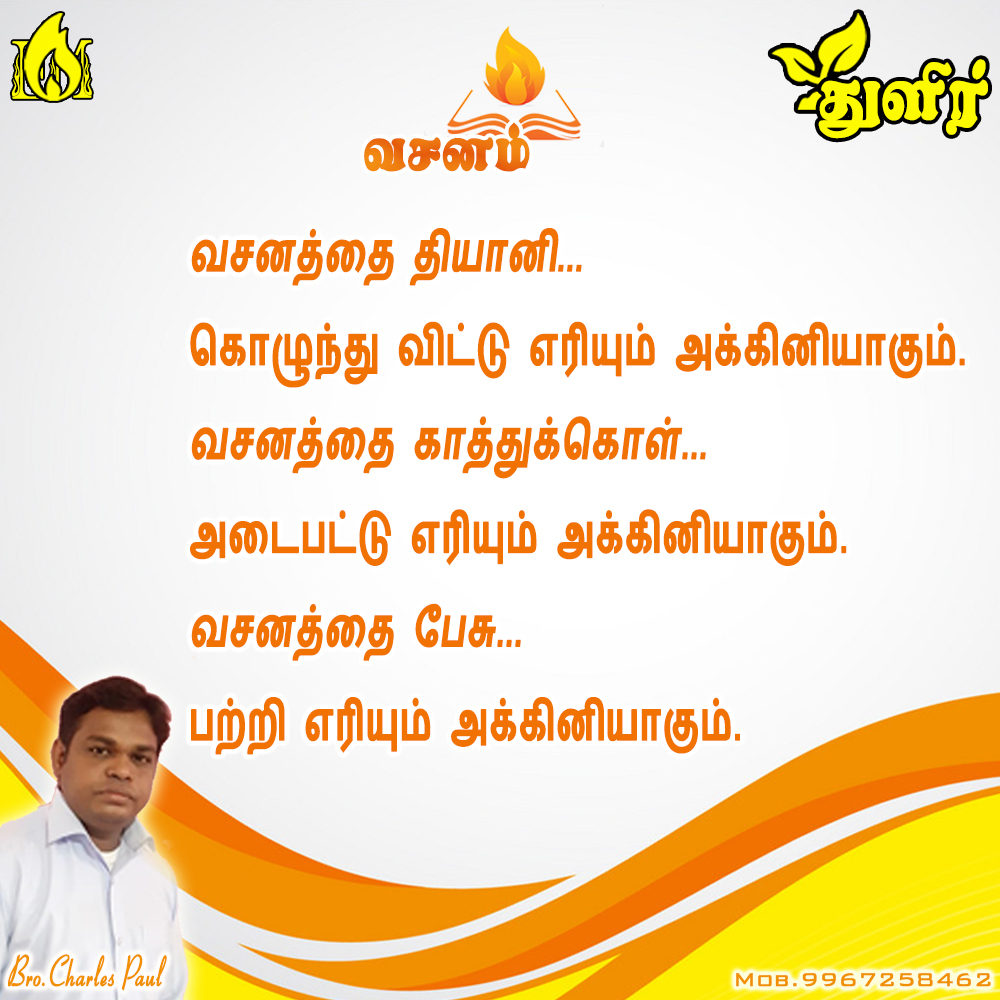 துளிர்
வசனம்
வசனத்தை தியானி...
கொழுந்து விட்டு எரியும் அக்கினியாகும்.
வசனத்தை காத்துக்கொள்...
அடைபட்டு எரியும் அக்கினியாகும்.
வசனத்தை பேசு...
பற்றி எரியும் அக்கினியாகும்.
Bro. Charles Paul
MOB.9967258462